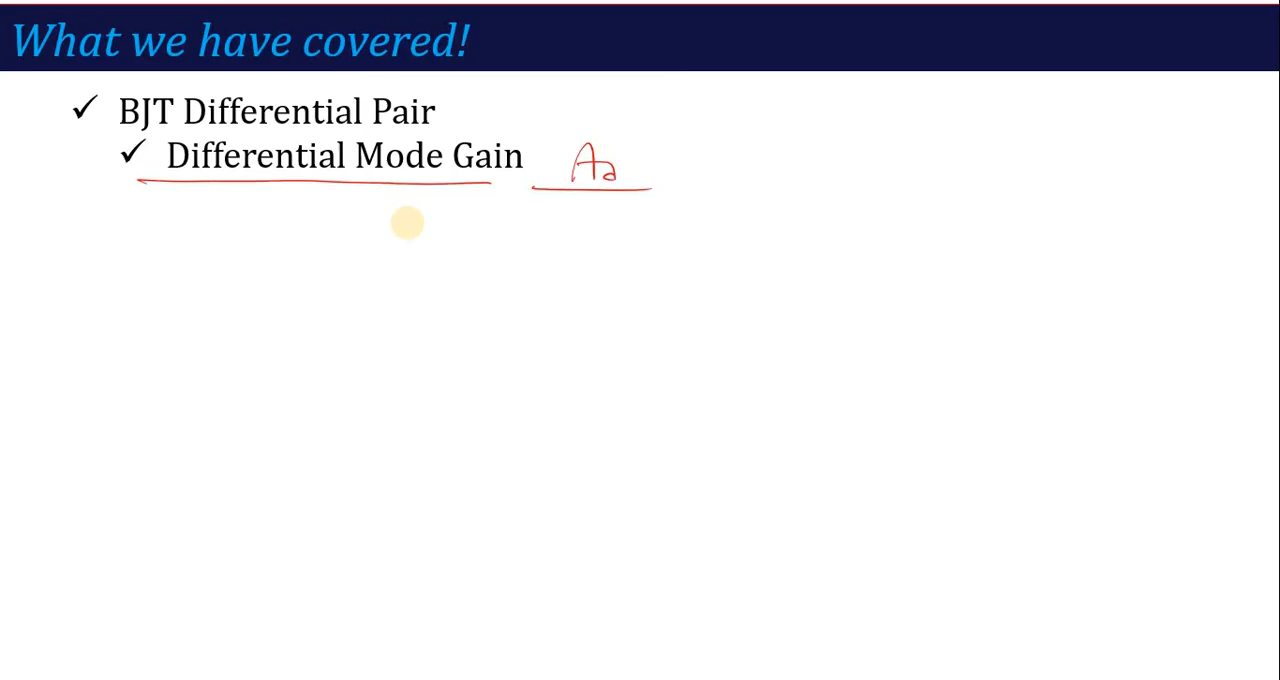 What we have covered!
✓ BJT Differential Pair
✓ Differential Mode Gain Ad